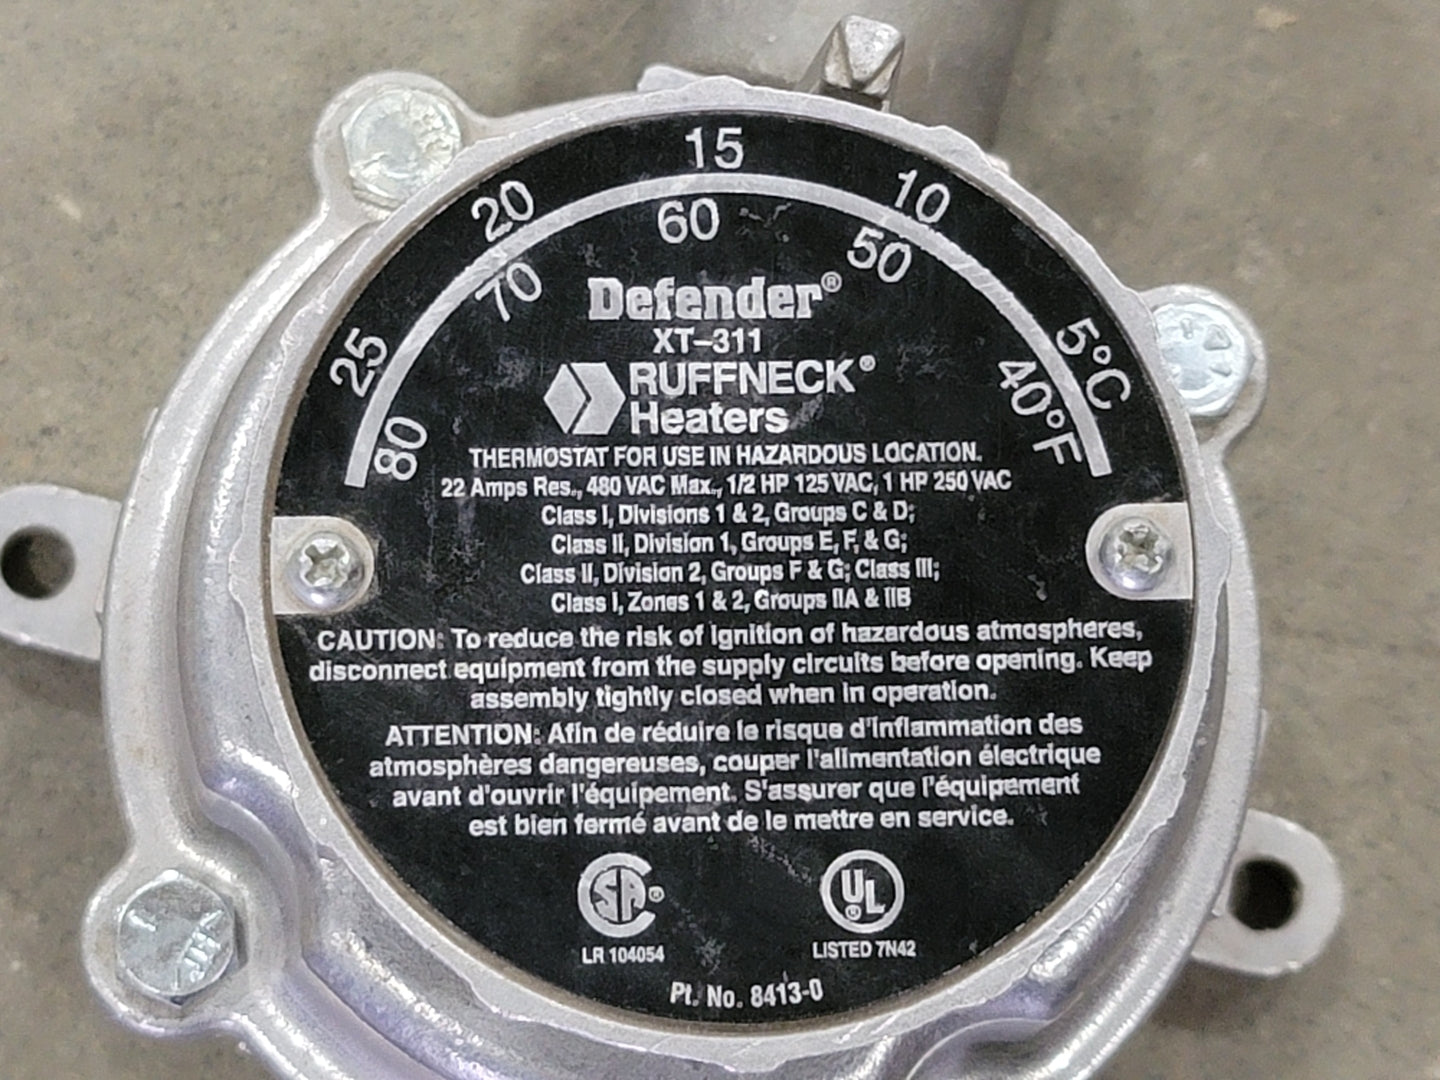 25 20 15 10 5°C
80 70 60 50 40°F
Defender®
XT-311
RUFFNECK®
Heaters
THERMOSTAT FOR USE IN HAZARDOUS LOCATION.
22 Amps Res., 480 VAC Max., 1/2 HP 125 VAC, 1 HP 250 VAC
Class I, Divisions 1 & 2, Groups C & D;
Class II, Division 1, Groups E, F, & G;
Class II, Division 2, Groups F & G; Class III;
Class I, Zones 1 & 2, Groups IIA & IIB
CAUTION: To reduce the risk of ignition of hazardous atmospheres,
disconnect equipment from the supply circuits before opening. Keep
assembly tightly closed when in operation.
ATTENTION: Afin de réduire le risque d'inflammation des
atmosphères dangereuses, couper l'alimentation électrique
avant d'ouvrir l'équipement. S'assurer que l'équipement
est bien fermé avant de le mettre en service.
CSA® UL®
LR 104054 LISTED 7N42
Pt. No. 8413-0